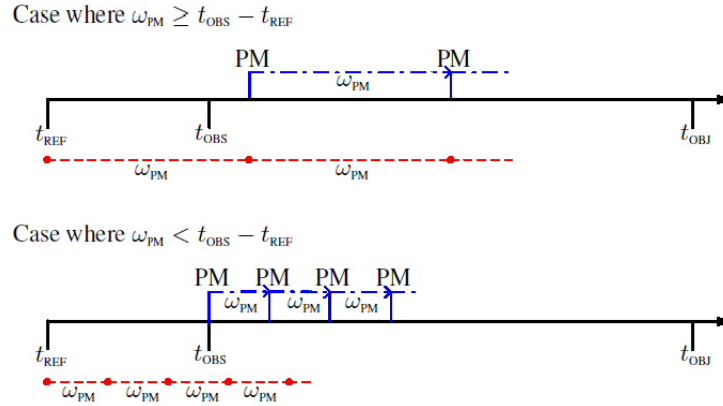 Case where ω_PM ≥ t_OBS − t_REF
PM PM
ω_PM
t_REF t_OBS t_OBJ
ω_PM ω_PM
Case where ω_PM < t_OBS − t_REF
PM PM PM PM
ω_PM ω_PM ω_PM
t_REF t_OBS t_OBJ
ω_PM ω_PM ω_PM ω_PM